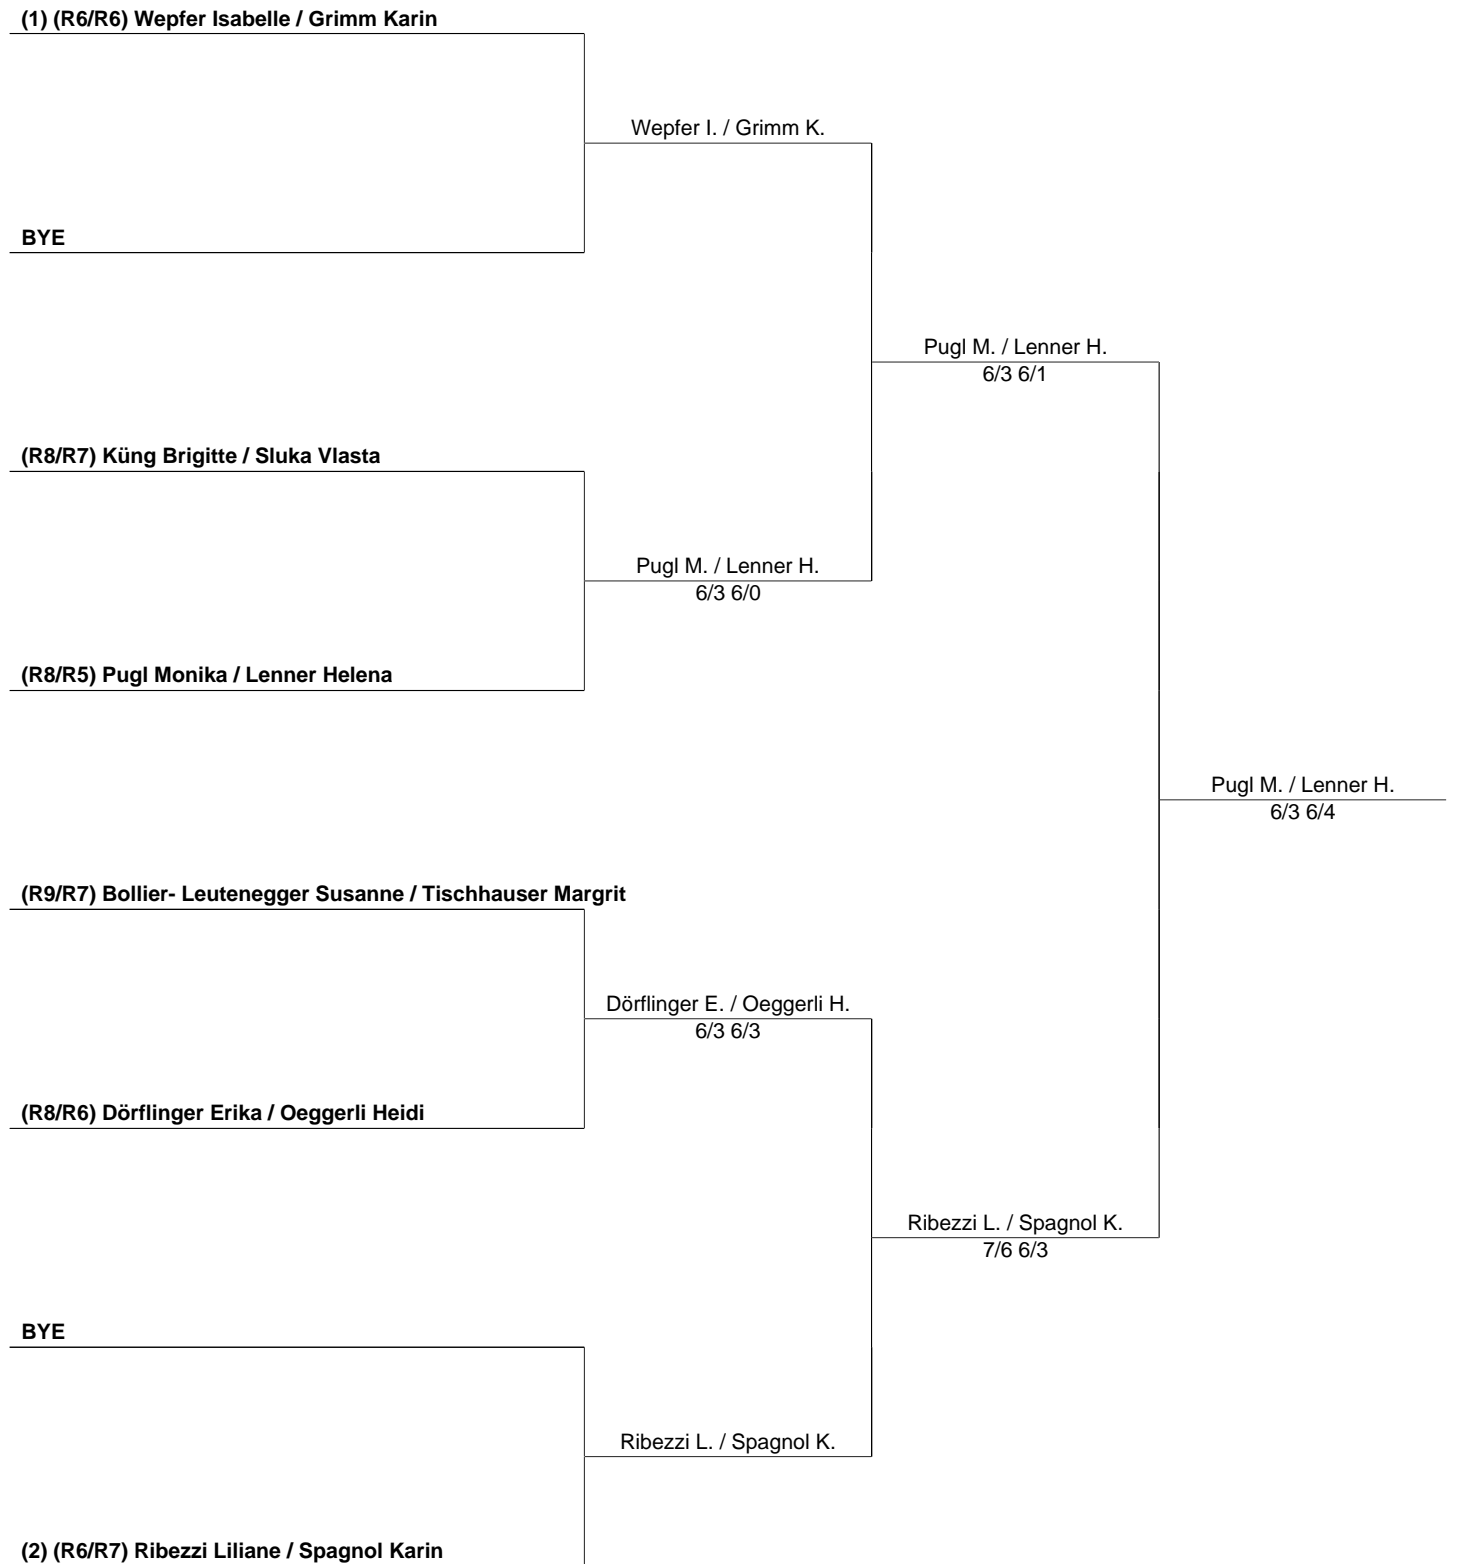 (1) (R6/R6) Wepfer Isabelle / Grimm Karin
Wepfer I. / Grimm K.
BYE
Pugl M. / Lenner H.
6/3 6/1
(R8/R7) Küng Brigitte / Sluka Vlasta
Pugl M. / Lenner H.
6/3 6/0
(R8/R5) Pugl Monika / Lenner Helena
Pugl M. / Lenner H.
6/3 6/4
(R9/R7) Bollier- Leutenegger Susanne / Tischhauser Margrit
Dörflinger E. / Oeggerli H.
6/3 6/3
(R8/R6) Dörflinger Erika / Oeggerli Heidi
Ribezzi L. / Spagnol K.
7/6 6/3
BYE
Ribezzi L. / Spagnol K.
(2) (R6/R7) Ribezzi Liliane / Spagnol Karin